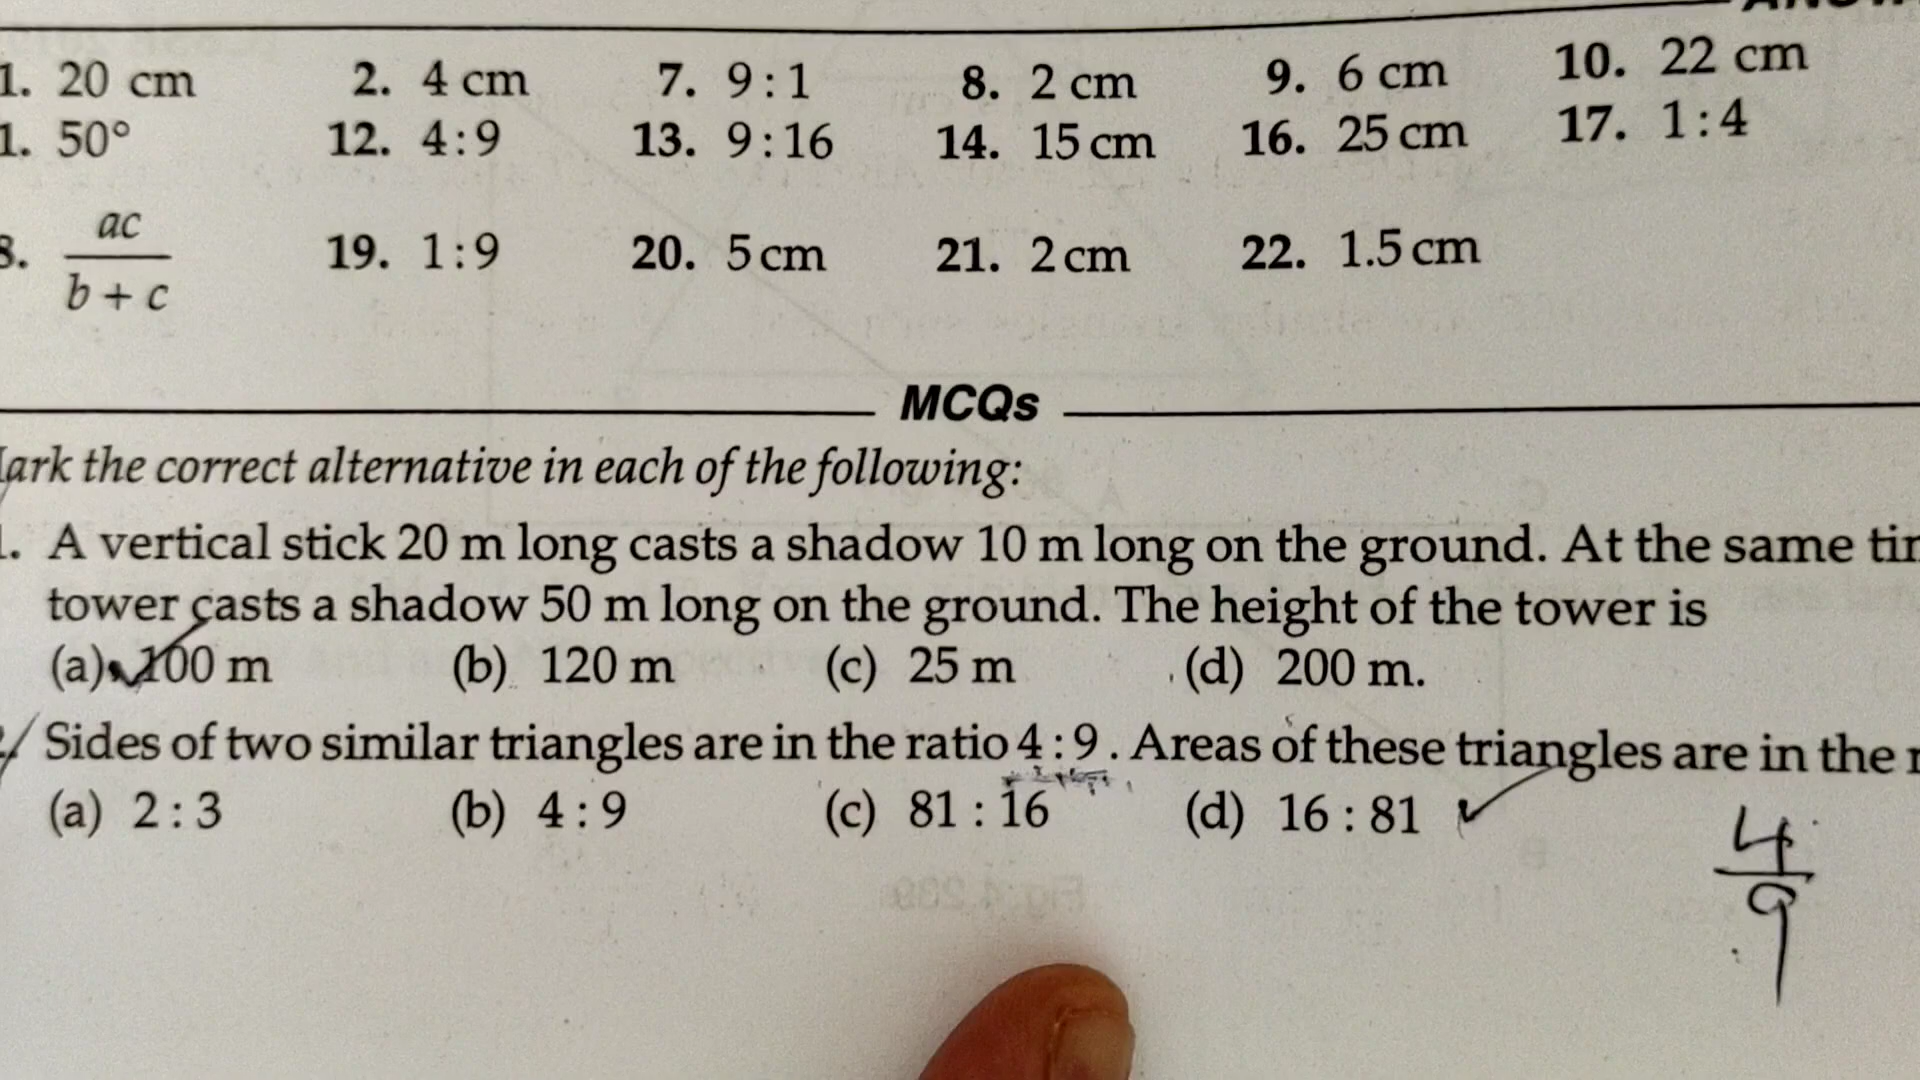 1. 20 cm 2. 4 cm 7. 9 : 1 8. 2 cm 9. 6 cm 10. 22 cm
1. 50° 12. 4 : 9 13. 9 : 16 14. 15 cm 16. 25 cm 17. 1 : 4
8. ac / b + c 19. 1 : 9 20. 5 cm 21. 2 cm 22. 1.5 cm
MCQs
ark the correct alternative in each of the following:
1. A vertical stick 20 m long casts a shadow 10 m long on the ground. At the same
tower casts a shadow 50 m long on the ground. The height of the tower is
(a) 100 m (b) 120 m (c) 25 m (d) 200 m.
Sides of two similar triangles are in the ratio 4 : 9. Areas of these triangles are in the
(a) 2 : 3 (b) 4 : 9 (c) 81 : 16 (d) 16 : 81
4
9